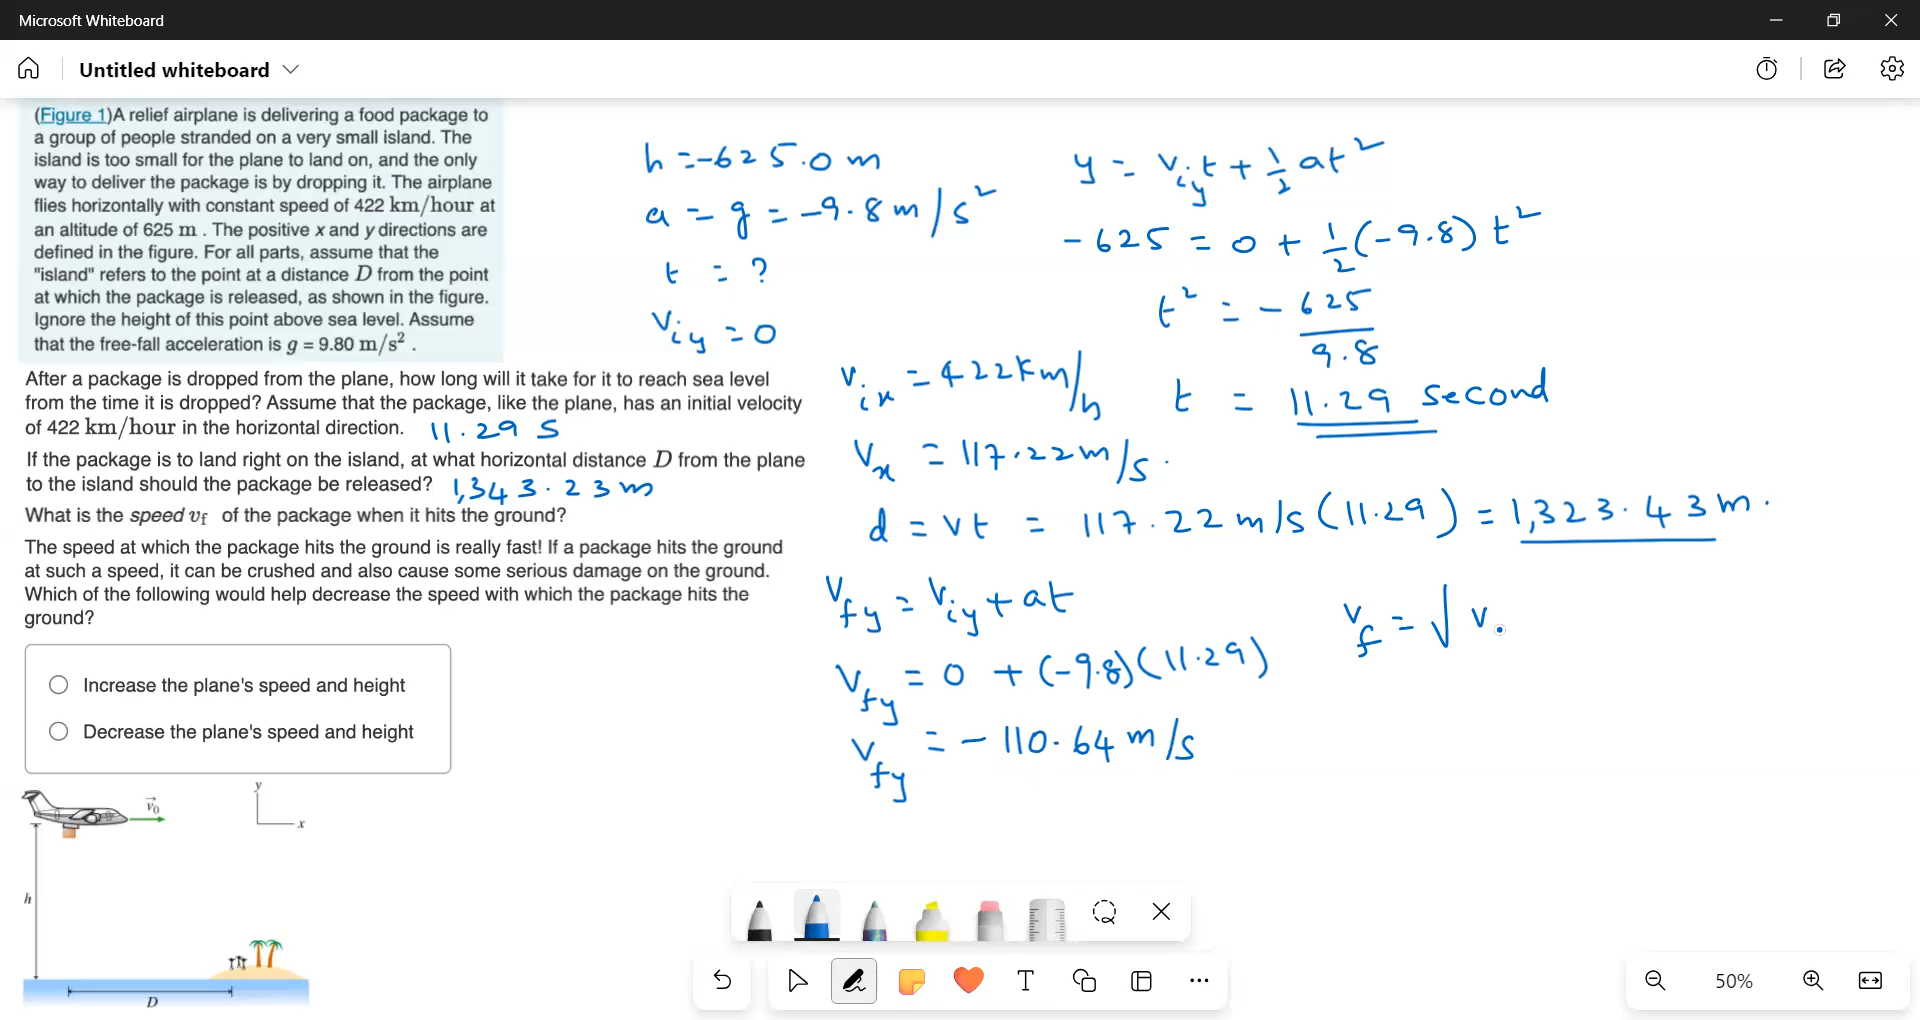 Microsoft Whiteboard
Untitled whiteboard
(Figure 1)A relief airplane is delivering a food package to
a group of people stranded on a very small island. The
island is too small for the plane to land on, and the only
way to deliver the package is by dropping it. The airplane
flies horizontally with constant speed of 422 km/hour at
an altitude of 625 m . The positive x and y directions are
defined in the figure. For all parts, assume that the
"island" refers to the point at a distance D from the point
at which the package is released, as shown in the figure.
Ignore the height of this point above sea level. Assume
that the free-fall acceleration is g = 9.80 m/s² .
After a package is dropped from the plane, how long will it take for it to reach sea level
from the time it is dropped? Assume that the package, like the plane, has an initial velocity
of 422 km/hour in the horizontal direction. 11.29 s
If the package is to land right on the island, at what horizontal distance D from the plane
to the island should the package be released? 1,343.23 m
What is the speed vf of the package when it hits the ground?
The speed at which the package hits the ground is really fast! If a package hits the ground
at such a speed, it can be crushed and also cause some serious damage on the ground.
Which of the following would help decrease the speed with which the package hits the
ground?
Increase the plane's speed and height
Decrease the plane's speed and height
v⃗0
y
x
h
D
h = -625.0 m
a = g = -9.8 m/s²
t = ?
viy = 0
y = viyt + 1/2 at²
-625 = 0 + 1/2 (-9.8) t²
t² = - 625/9.8
t = 11.29 second
vix = 422 Km/h
vx = 117.22 m/s.
d = vt = 117.22 m/s (11.29) = 1,323.43 m.
vfy = viy + at
vfy = 0 + (-9.8)(11.29)
vfy = - 110.64 m/s
vf = √ v
50%